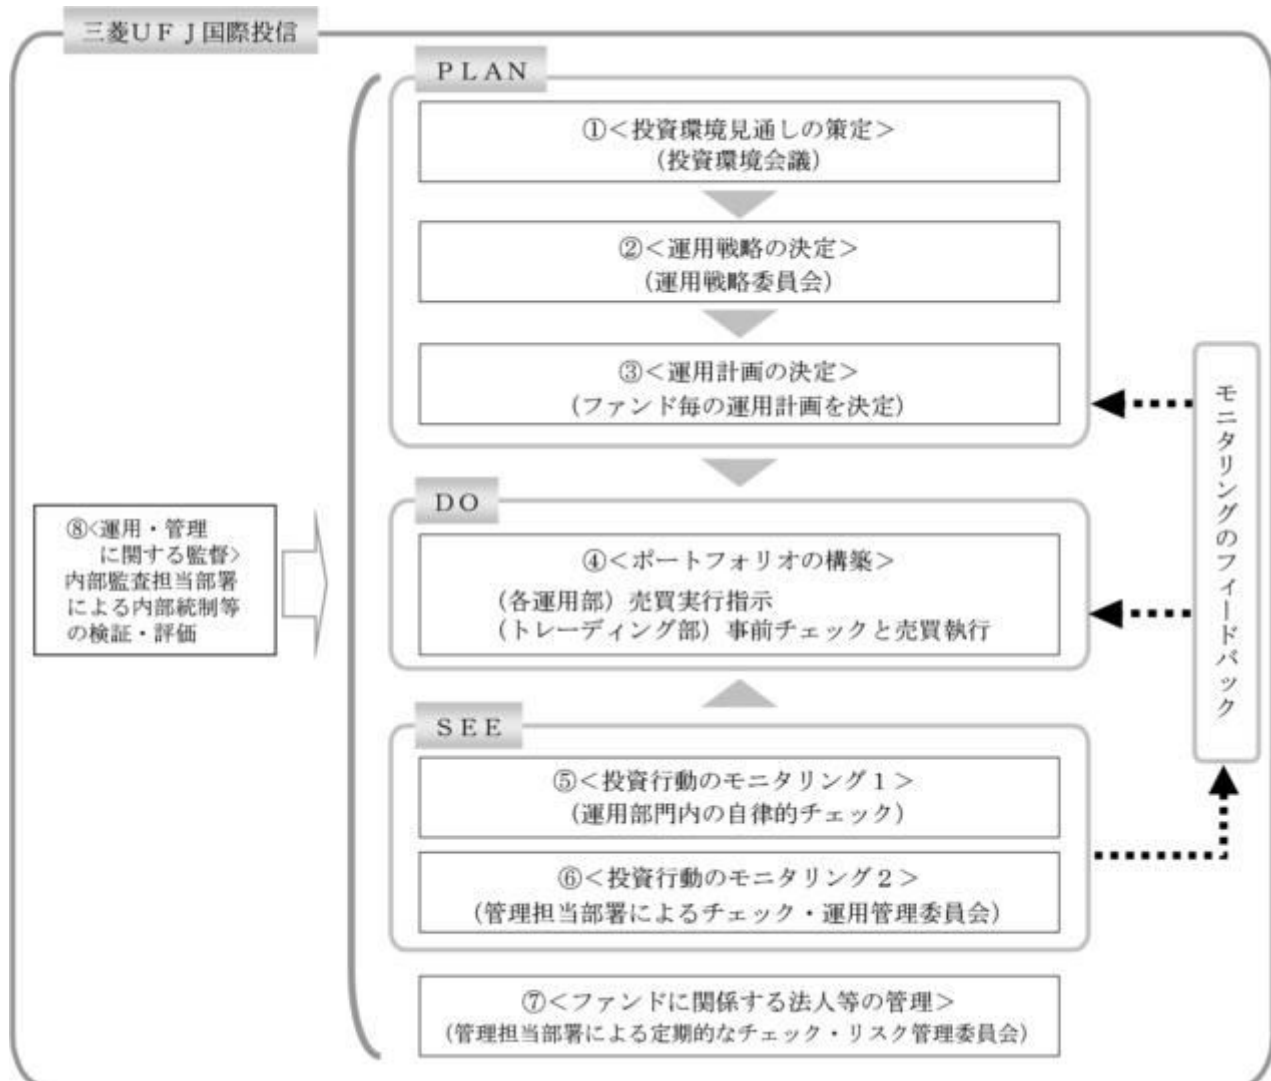 三菱UFJ国際投信
PLAN
①<投資環境見通しの策定>
(投資環境会議)
②<運用戦略の決定>
(運用戦略委員会)
③<運用計画の決定>
(ファンド毎の運用計画を決定)
DO
④<ポートフォリオの構築>
(各運用部)売買実行指示
(トレーディング部)事前チェックと売買執行
SEE
⑤<投資行動のモニタリング1>
(運用部門内の自律的チェック)
⑥<投資行動のモニタリング2>
(管理担当部署によるチェック・運用管理委員会)
⑦<ファンドに関係する法人等の管理>
(管理担当部署による定期的なチェック・リスク管理委員会)
⑧<運用・管理
に関する監督>
内部監査担当部署
による内部統制等
の検証・評価
モニタリングのフィードバック